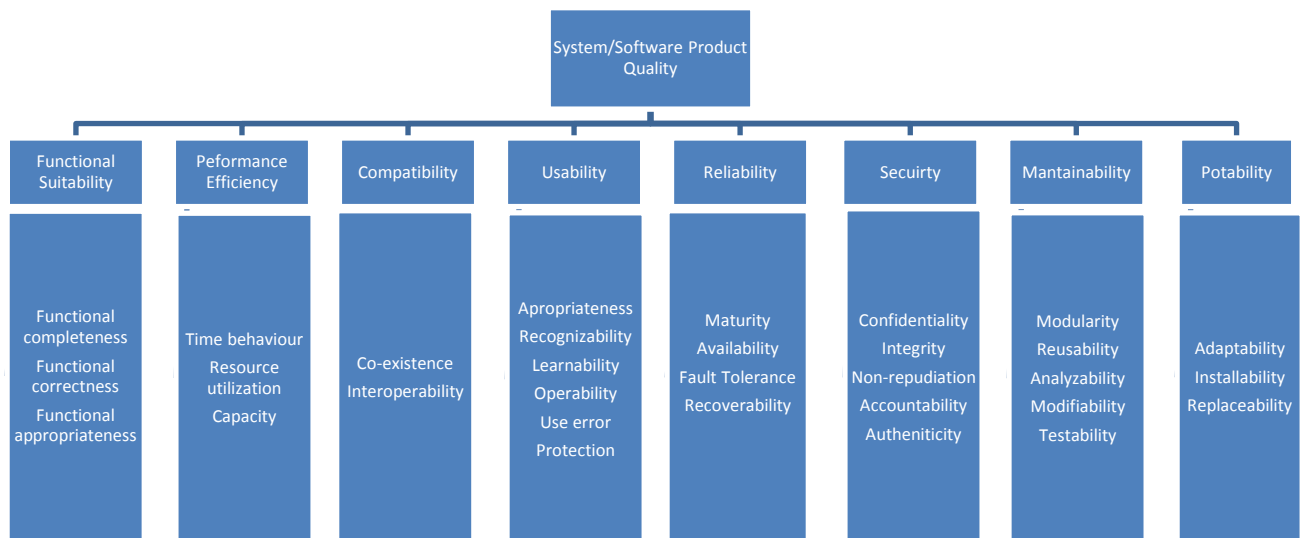 System/Software Product
Quality
Functional
Suitability
Peformance
Efficiency
Compatibility
Usability
Reliability
Secuirty
Mantainability
Potability
Functional
completeness
Functional
correctness
Functional
appropriateness
Time behaviour
Resource
utilization
Capacity
Co-existence
Interoperability
Apropriateness
Recognizability
Learnability
Operability
Use error
Protection
Maturity
Availability
Fault Tolerance
Recoverability
Confidentiality
Integrity
Non-repudiation
Accountability
Autheniticity
Modularity
Reusability
Analyzability
Modifiability
Testability
Adaptability
Installability
Replaceability